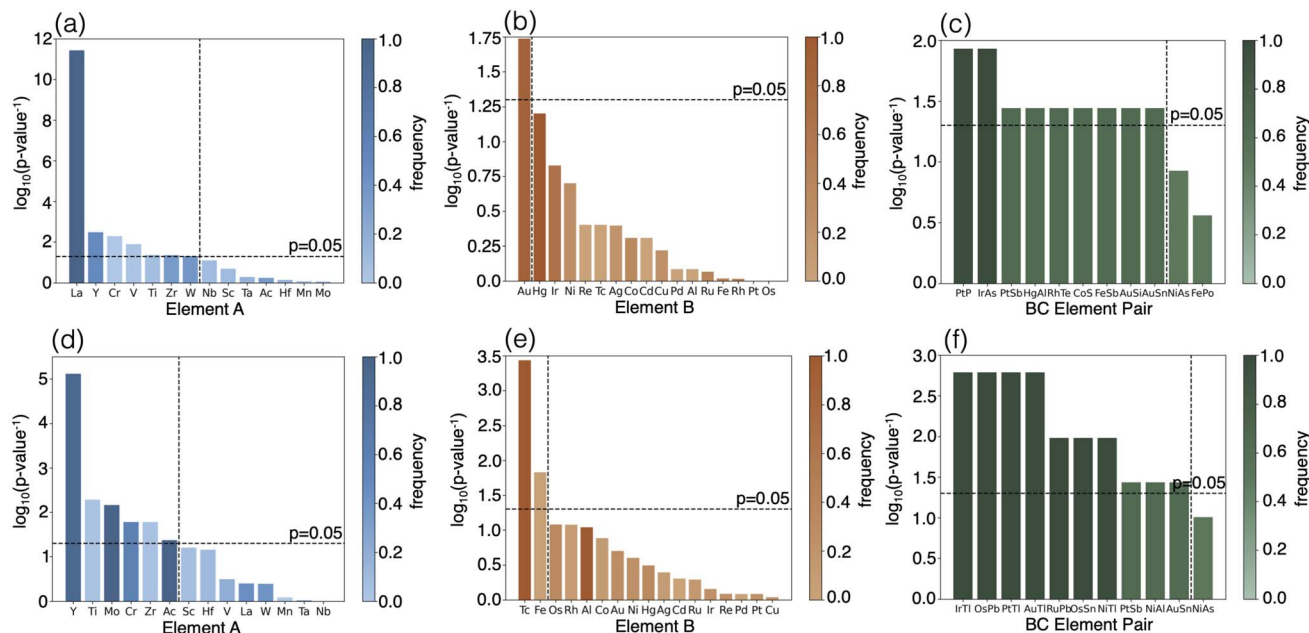 (a)
12
10
8
6
4
2
0
log10(p-value-1)
p=0.05
La Y Cr V Ti Zr W Nb Sc Ta Ac Hf Mn Mo
Element A
1.0
0.8
0.6
0.4
0.2
0.0
frequency
(b)
1.75
1.50
1.25
1.00
0.75
0.50
0.25
0.00
log10(p-value-1)
p=0.05
Au Hg Ir Ni Re Tc Ag Co Cd Cu Pd Al Ru Fe Rh Pt Os
Element B
1.0
0.8
0.6
0.4
0.2
0.0
frequency
(c)
2.0
1.5
1.0
0.5
0.0
log10(p-value-1)
p=0.05
PtP IrAs PtSb HgAl RhTe CoS FeSb AuSi AuSn NiAs FePo
BC Element Pair
1.0
0.8
0.6
0.4
0.2
0.0
frequency
(d)
5
4
3
2
1
0
log10(p-value-1)
p=0.05
Y Ti Mo Cr Zr Ac Sc Hf V La W Mn Ta Nb
Element A
1.0
0.8
0.6
0.4
0.2
0.0
frequency
(e)
3.5
3.0
2.5
2.0
1.5
1.0
0.5
0.0
log10(p-value-1)
p=0.05
Tc Fe Os Rh Al Co Au Ni Hg Ag Cd Ru Ir Re Pd Pt Cu
Element B
1.0
0.8
0.6
0.4
0.2
0.0
frequency
(f)
3.0
2.5
2.0
1.5
1.0
0.5
0.0
log10(p-value-1)
p=0.05
IrTl OsPb PtTl AuTl RuPb OsSn NiTl PtSb NiAl AuSn NiAs
BC Element Pair
1.0
0.8
0.6
0.4
0.2
0.0
frequency